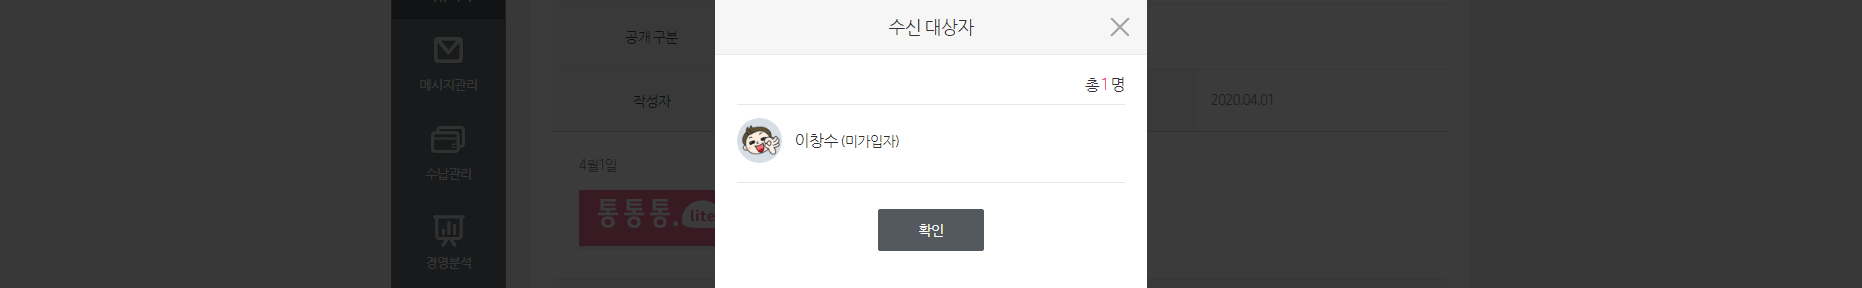 수신 대상자
총 1 명
이창수 (미가입자)
확인
메시지관리
수납관리
경영분석
공개 구분
작성자
2020.04.01
4월1일
통통통. lite